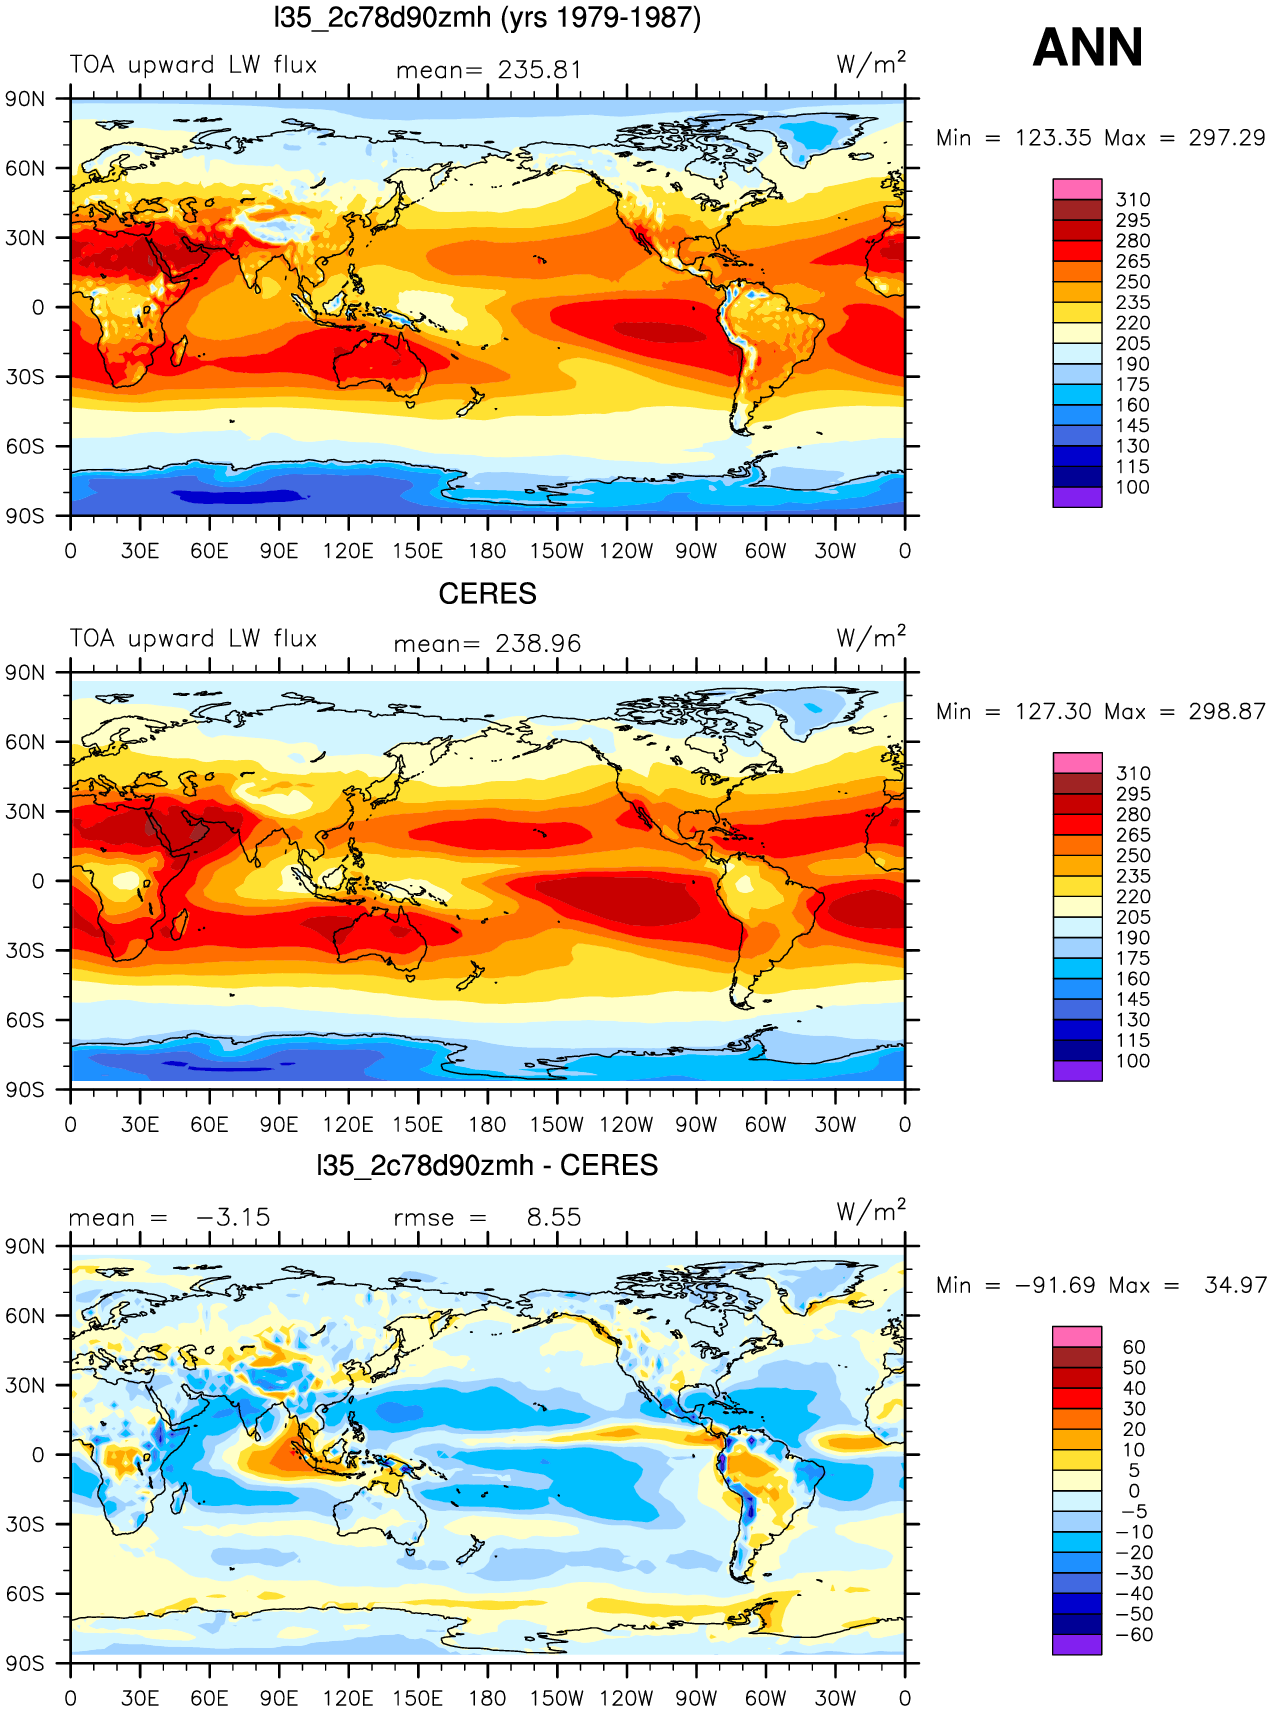 l35_2c78d90zmh (yrs 1979-1987)
ANN
TOA upward LW flux mean= 235.81 W/m²
Min = 123.35 Max = 297.29
90N
60N
30N
0
30S
60S
90S
0 30E 60E 90E 120E 150E 180 150W 120W 90W 60W 30W 0
310
295
280
265
250
235
220
205
190
175
160
145
130
115
100
CERES
TOA upward LW flux mean= 238.96 W/m²
Min = 127.30 Max = 298.87
90N
60N
30N
0
30S
60S
90S
0 30E 60E 90E 120E 150E 180 150W 120W 90W 60W 30W 0
310
295
280
265
250
235
220
205
190
175
160
145
130
115
100
l35_2c78d90zmh - CERES
mean = −3.15 rmse = 8.55 W/m²
Min = −91.69 Max = 34.97
90N
60N
30N
0
30S
60S
90S
0 30E 60E 90E 120E 150E 180 150W 120W 90W 60W 30W 0
60
50
40
30
20
10
5
0
−5
−10
−20
−30
−40
−50
−60